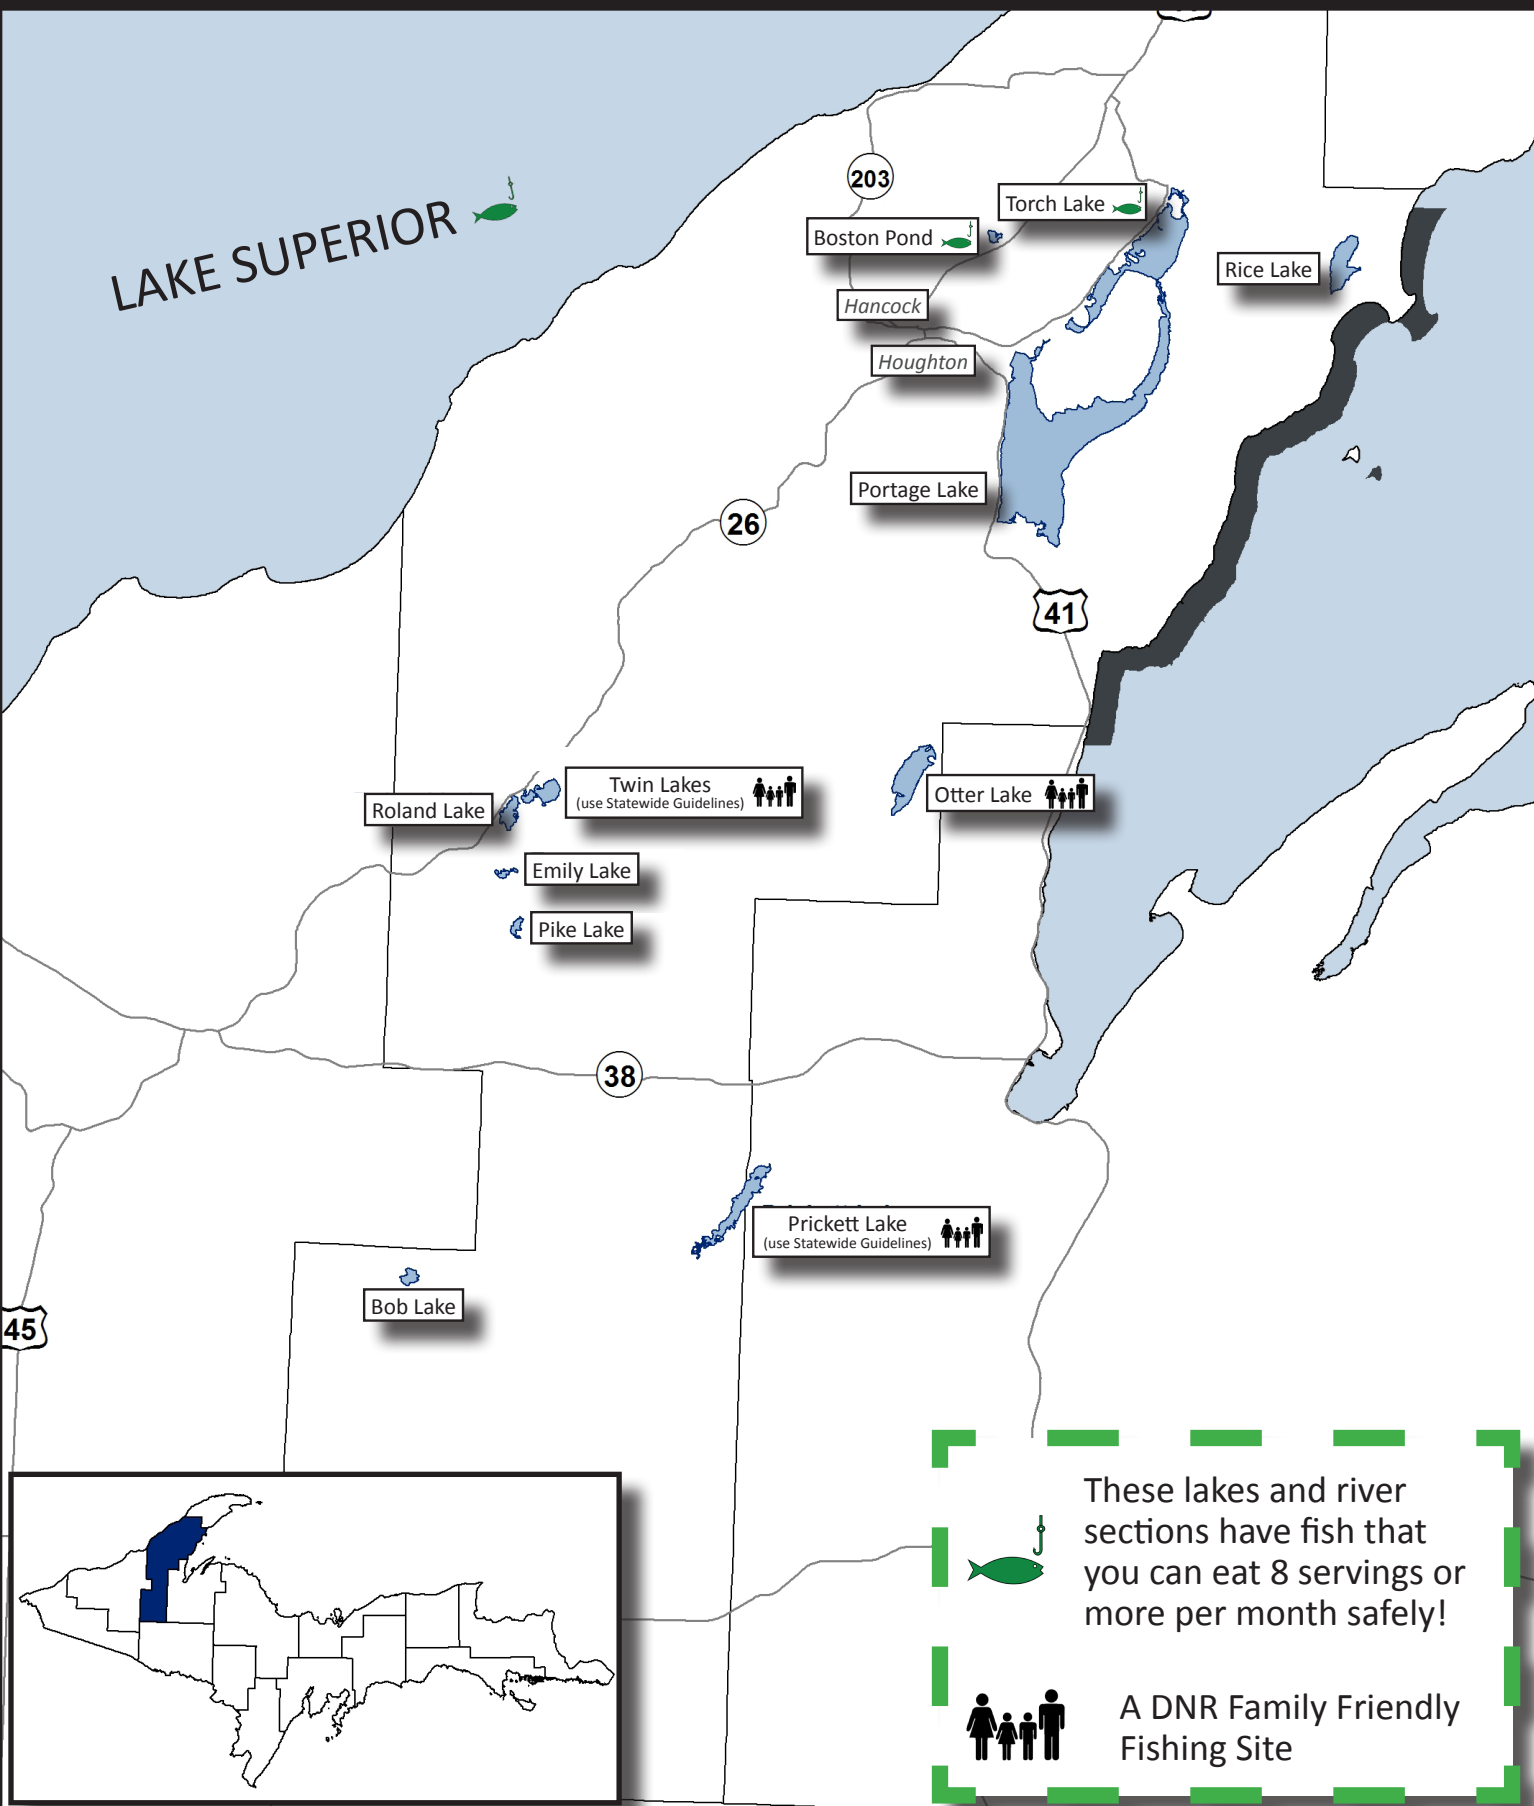 LAKE SUPERIOR
203
Torch Lake
Boston Pond
Rice Lake
Hancock
Houghton
Portage Lake
26
41
Twin Lakes
(use Statewide Guidelines)
Roland Lake
Otter Lake
Emily Lake
Pike Lake
38
Prickett Lake
(use Statewide Guidelines)
Bob Lake
45
These lakes and river
sections have fish that
you can eat 8 servings or
more per month safely!
A DNR Family Friendly
Fishing Site